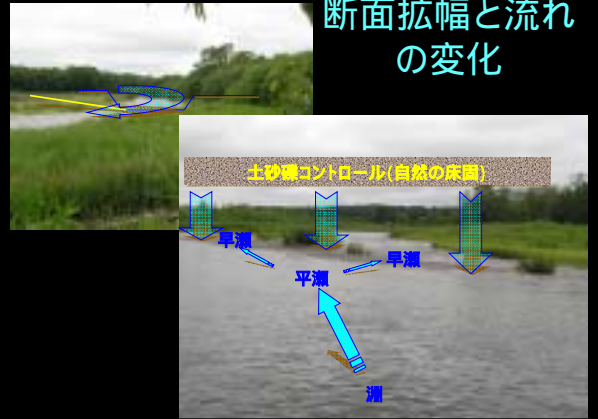 断面拡幅と流れ
の変化
土砂礫コントロール(自然の床固)
早瀬
早瀬
平瀬
淵